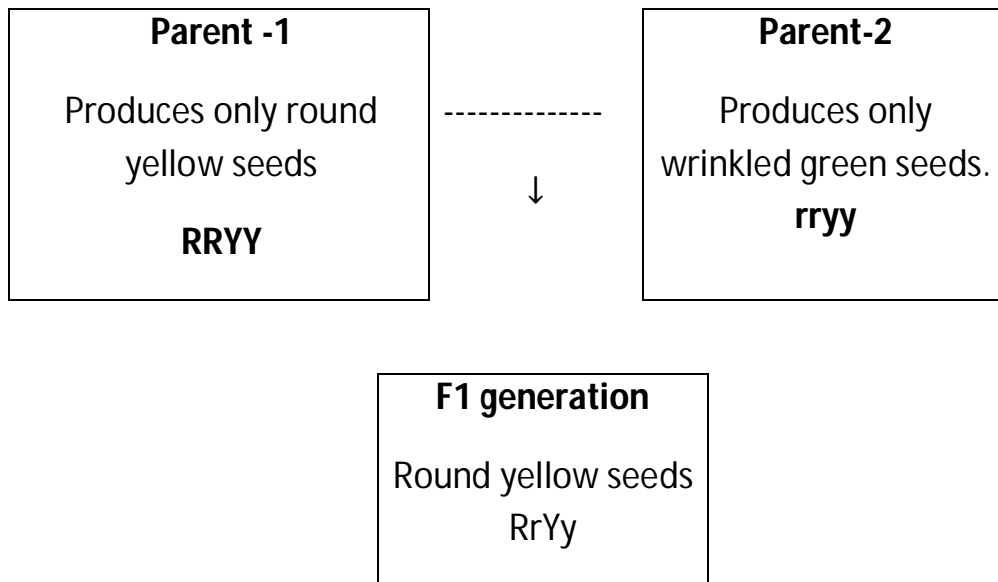 Parent -1
Produces only round
yellow seeds
RRYY
--------------
↓
Parent-2
Produces only
wrinkled green seeds.
rryy
F1 generation
Round yellow seeds
RrYy